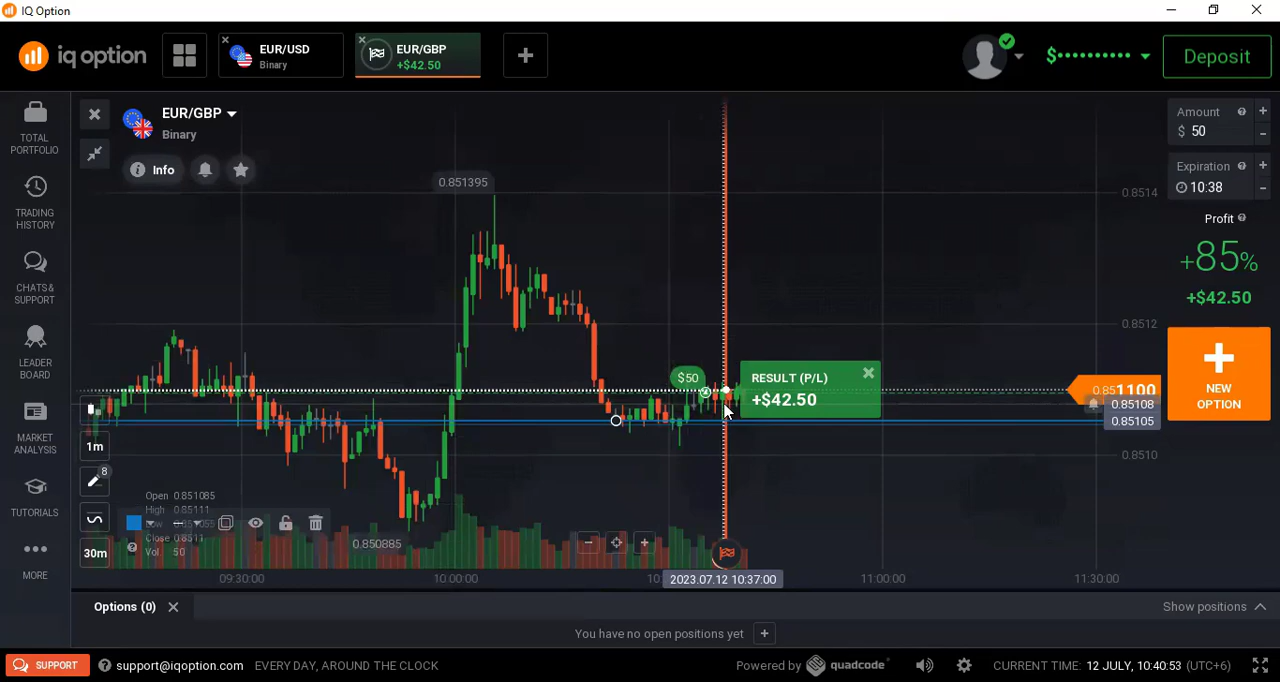 IQ Option
iq option
EUR/USD
Binary
EUR/GBP
+$42.50
Deposit
TOTAL
PORTFOLIO
TRADING
HISTORY
CHATS &
SUPPORT
LEADER
BOARD
MARKET
ANALYSIS
TUTORIALS
MORE
EUR/GBP
Binary
Info
0.851395
0.8514
0.8512
0.8510
$50
RESULT (P/L)
+$42.50
0.851100
0.85108
0.85105
1m
8
30m
Open 0.851085
High 0.85111
Low 0.851055
Close 0.8511
Vol. 50
0.850885
09:30:00
10:00:00
2023.07.12 10:37:00
11:00:00
11:30:00
Amount
$ 50
Expiration
10:38
Profit
+85%
+$42.50
NEW
OPTION
Options (0)
Show positions
You have no open positions yet
SUPPORT
support@iqoption.com
EVERY DAY, AROUND THE CLOCK
Powered by quadcode
CURRENT TIME: 12 JULY, 10:40:53 (UTC+6)